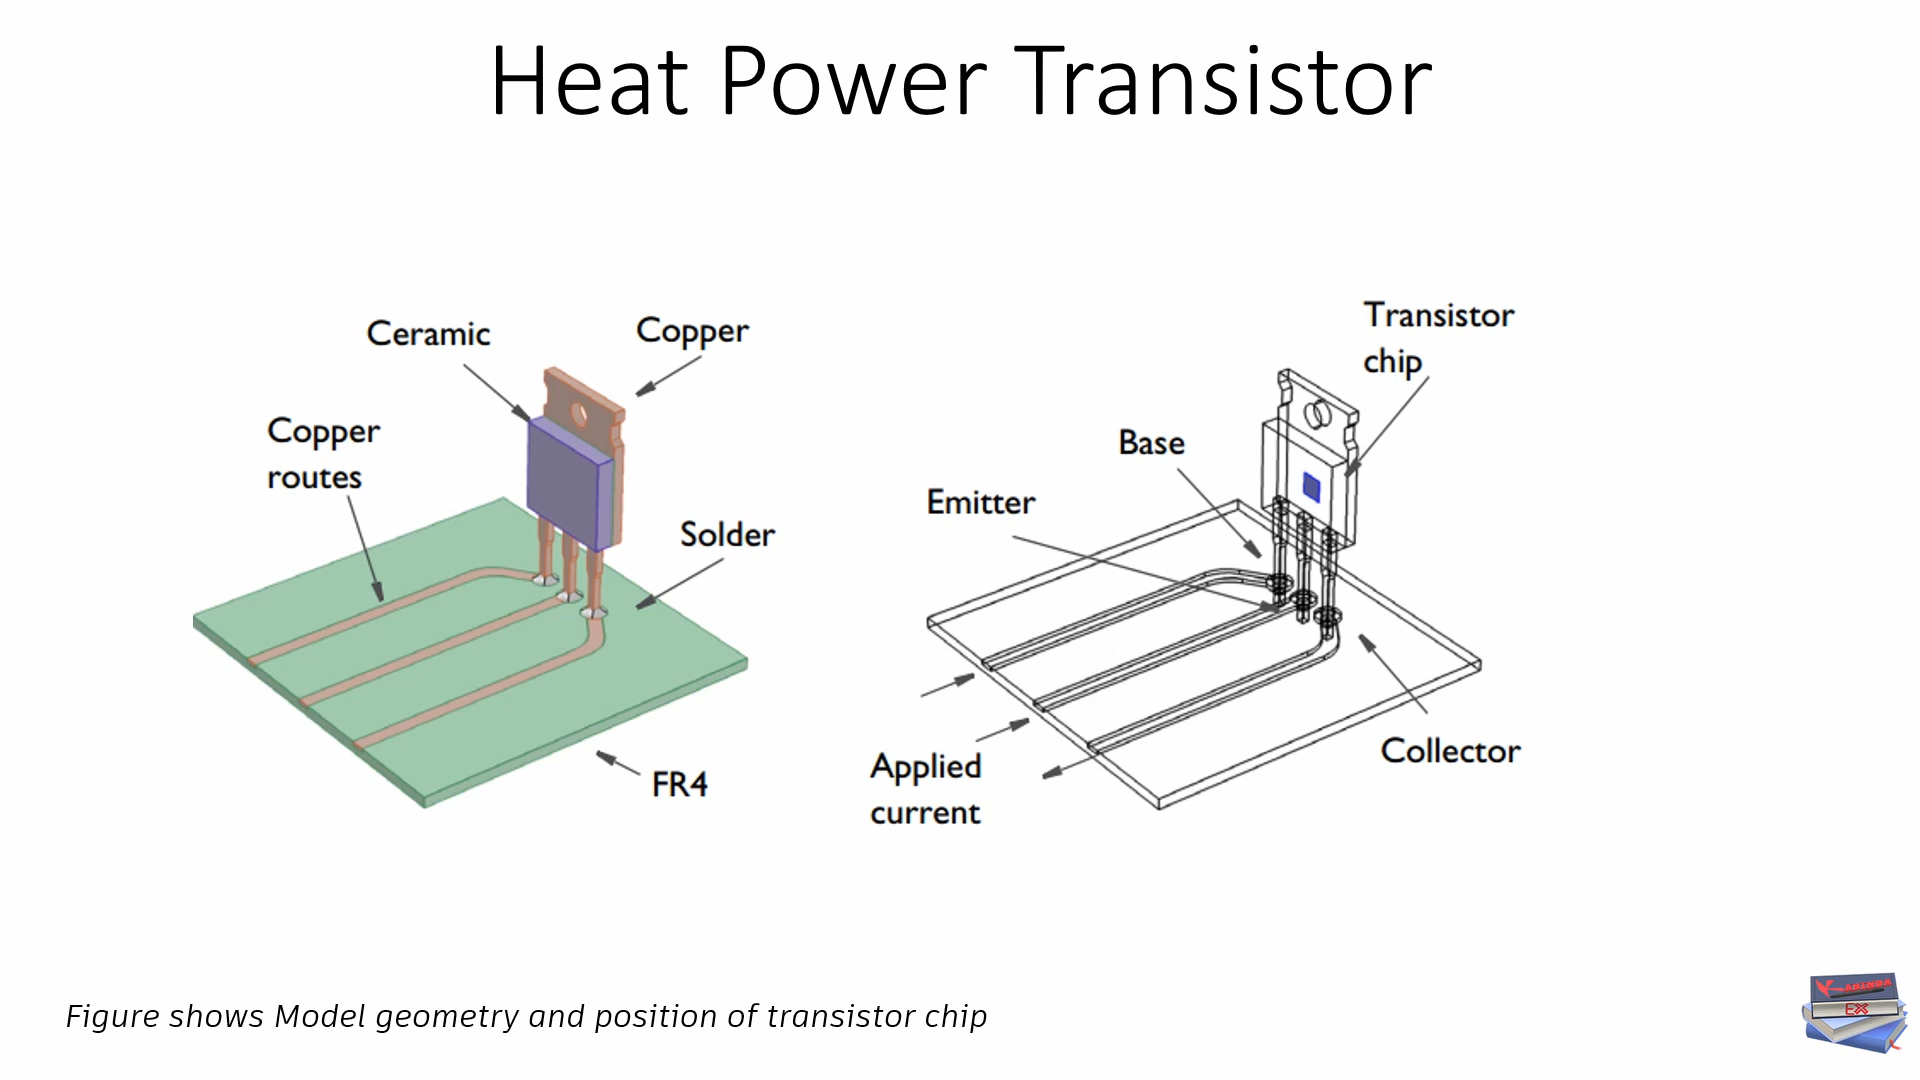 Heat Power Transistor
Ceramic
Copper
Copper
routes
Solder
FR4
Transistor
chip
Base
Emitter
Applied
current
Collector
Figure shows Model geometry and position of transistor chip
EX